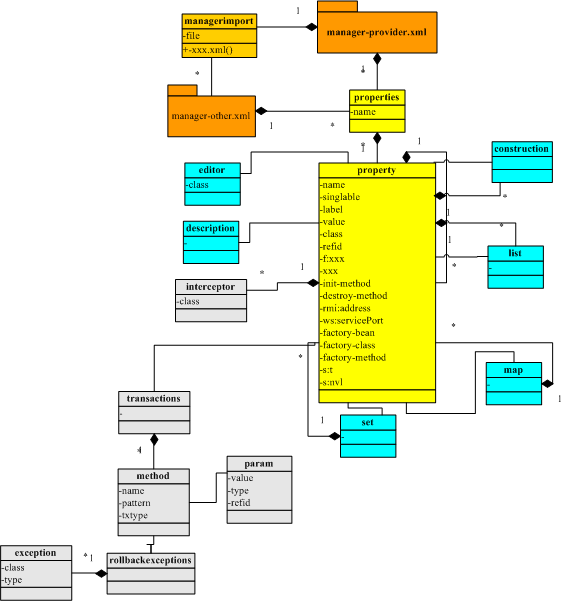 managerimport
-file
+-xxx.xml()
1
manager-provider.xml
*
1
*
manager-other.xml
1
*
properties
-name
1
*
1
property
-name
-singlable
-label
-value
-class
-refid
-f:xxx
-xxx
-init-method
-destroy-method
-rmi:address
-ws:servicePort
-factory-bean
-factory-class
-factory-method
-s:t
-s:nvl
editor
-class
description
-
interceptor
-class
*
1
construction
*
1
*
list
-
1
*
*
map
-
1
*
set
-
1
transactions
-
*
method
-name
-pattern
-txtype
param
-value
-type
-refid
exception
-class
-type
*
1
rollbackexceptions